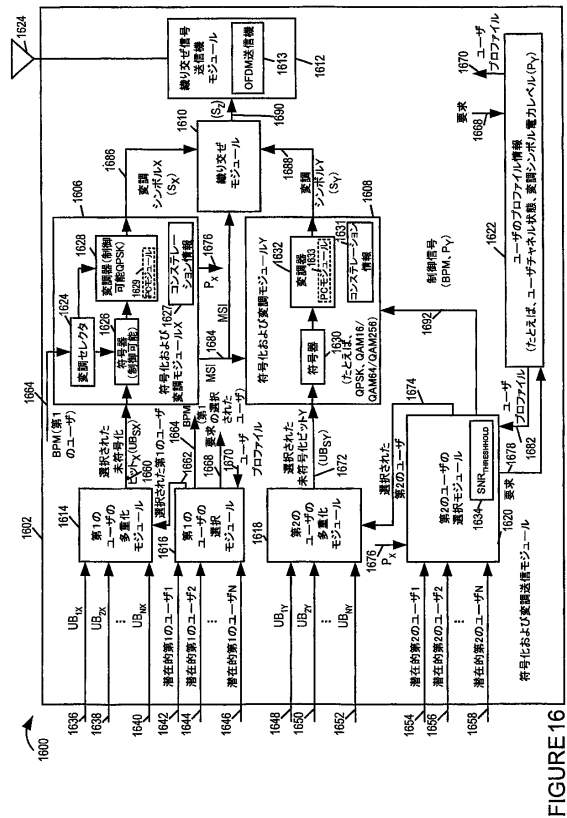 1600
1602
1624
1636
UB1X
1638
UB2X
⋮
1640
UBNX
1642
潜在的第1のユーザ1
1644
潜在的第1のユーザ2
⋮
1646
潜在的第1のユーザN
1648
UB1Y
1650
UB2Y
⋮
1652
UBNY
1654
潜在的第2のユーザ1
1656
潜在的第2のユーザ2
⋮
1658
潜在的第2のユーザN
1614
第1の
ユーザの
多重化
モジュール
1616
第1の
ユーザの
選択
モジュール
1618
第2の
ユーザの
多重化
モジュール
1676
PX
第2のユーザの
選択モジュール
1634
SNRTHRESHHOLD
1620
符号化および変調送信モジュール
1664
BPM(第1
のユーザ)
選択された
未符号化
ビットX(UBSX)
1660
選択された第1のユーザ
1662
1664
BPM
(第1
の選択された
ユーザ)
1668
要求
1670
ユーザ
プロファイル
選択された
未符号化ビットY
(UBSY)
1672
選択された
第2のユーザ
1674
1678
要求
ユーザ
プロファイル
1682
1606
1624
変調セレクタ
1626
符号器
(制御可能)
1628
変調器(制御
可能QPSK)
1629
PCモジュール
コンステレー
ション情報
1627
符号化および
変調モジュールX
1676
PX
MSI
1684
MSI
符号化および変調モジュールY
1608
1632
変調器
1633
PCモジュール
1631
コンステレーション
情報
1630
符号器
(たとえば、
QPSK, QAM16/
QAM64/QAM256)
1692
制御信号
(BPM, PY)
1686
変調
シンボルX
(SX)
1688
変調
シンボルY
(SY)
1610
繰り交ぜ
モジュール
(SZ)
1690
繰り交ぜ信号
送信機
モジュール
OFDM送信機
1613
1612
1668
要求
1670
ユーザ
プロファイル
1622
ユーザのプロファイル情報
(たとえば、ユーザチャネル状態、変調シンボル電力レベル(PY)
FIGURE 16